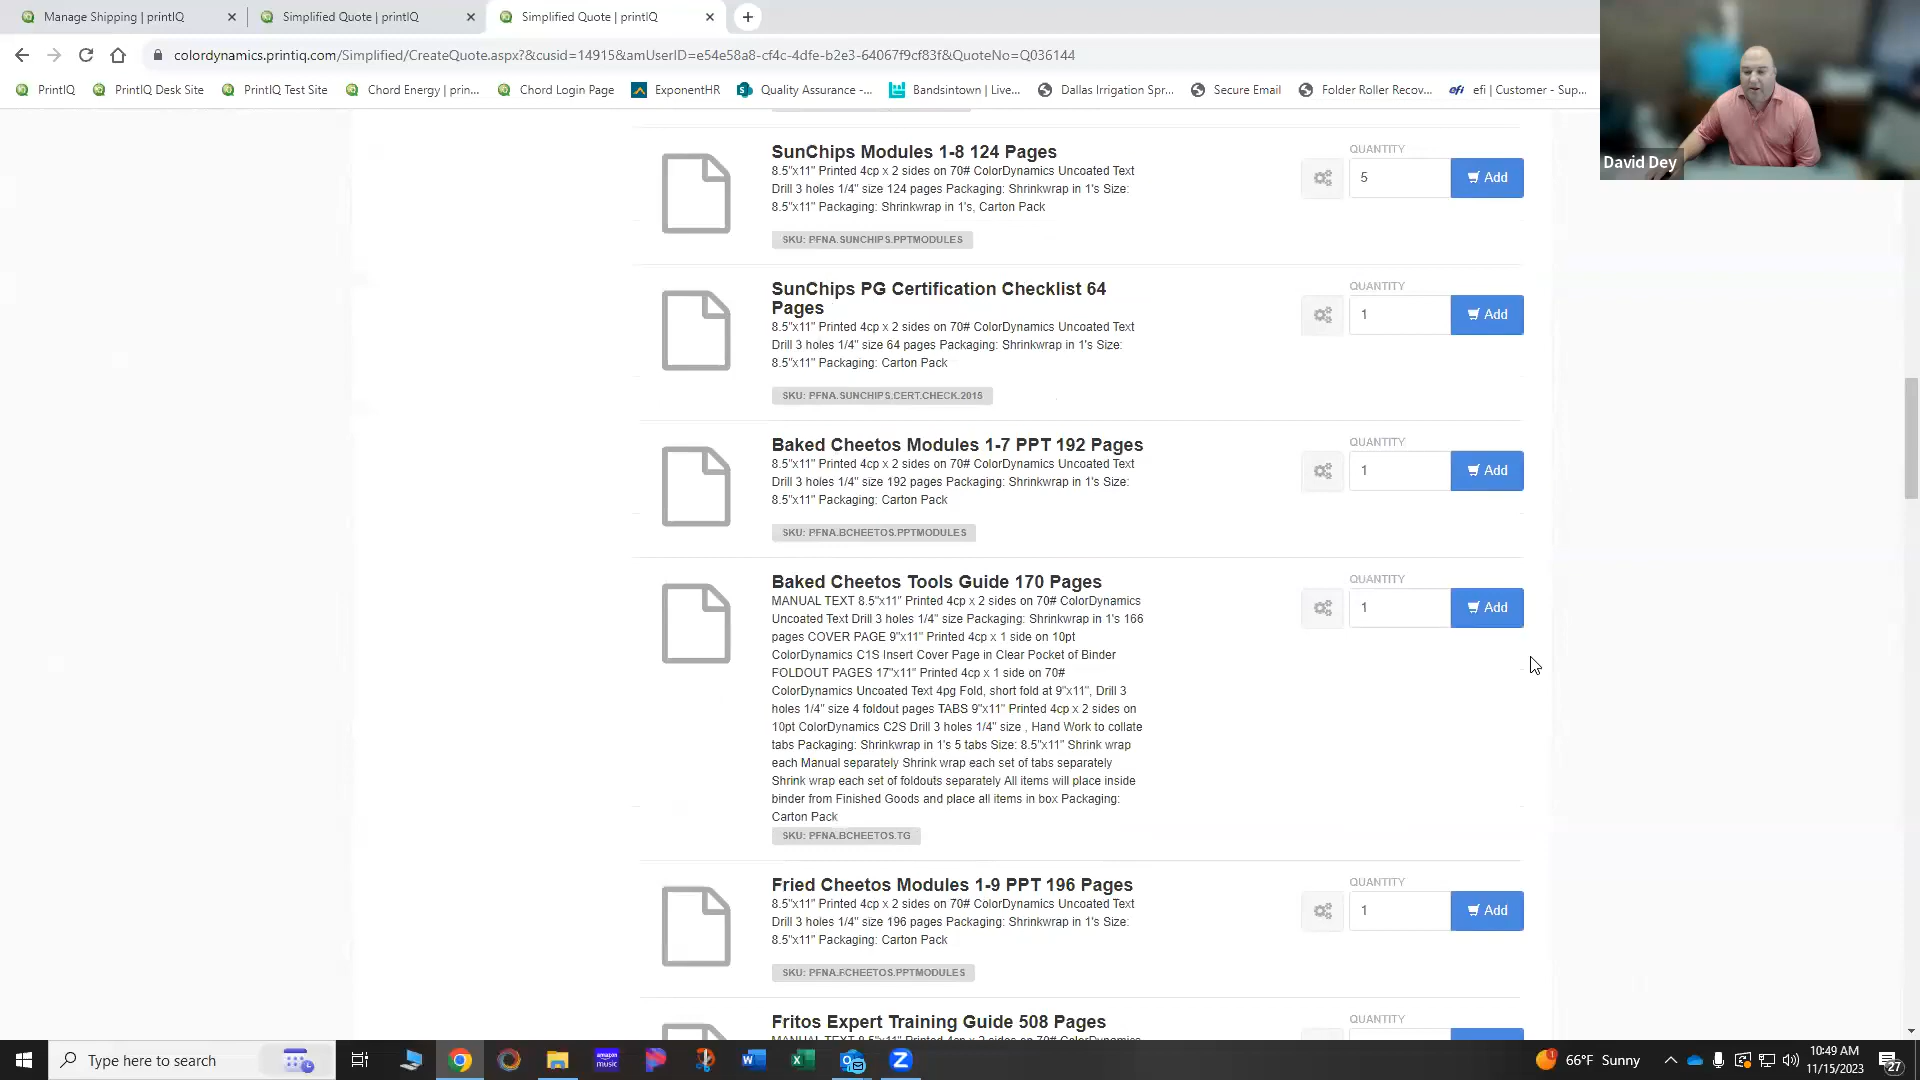 Manage Shipping | printIQ
Simplified Quote | printIQ
Simplified Quote | printIQ
colordynamics.printiq.com/Simplified/CreateQuote.aspx?&cusid=14915&amUserID=e54e58a8-cf4c-4dfe-b2e3-64067f9cf83f&QuoteNo=Q036144
PrintIQ
PrintIQ Desk Site
PrintIQ Test Site
Chord Energy | prin...
Chord Login Page
ExponentHR
Quality Assurance -...
Bandsintown | Live...
Dallas Irrigation Spr...
Secure Email
Folder Roller Recov...
efi | Customer - Sup...
David Dey
SunChips Modules 1-8 124 Pages
8.5"x11" Printed 4cp x 2 sides on 70# ColorDynamics Uncoated Text
Drill 3 holes 1/4" size 124 pages Packaging: Shrinkwrap in 1's Size:
8.5"x11" Packaging: Shrinkwrap in 1's, Carton Pack
SKU: PFNA.SUNCHIPS.PPTMODULES
QUANTITY
5
Add
SunChips PG Certification Checklist 64
Pages
8.5"x11" Printed 4cp x 2 sides on 70# ColorDynamics Uncoated Text
Drill 3 holes 1/4" size 64 pages Packaging: Shrinkwrap in 1's Size:
8.5"x11" Packaging: Carton Pack
SKU: PFNA.SUNCHIPS.CERT.CHECK.2015
QUANTITY
1
Add
Baked Cheetos Modules 1-7 PPT 192 Pages
8.5"x11" Printed 4cp x 2 sides on 70# ColorDynamics Uncoated Text
Drill 3 holes 1/4" size 192 pages Packaging: Shrinkwrap in 1's Size:
8.5"x11" Packaging: Carton Pack
SKU: PFNA.BCHEETOS.PPTMODULES
QUANTITY
1
Add
Baked Cheetos Tools Guide 170 Pages
MANUAL TEXT 8.5"x11" Printed 4cp x 2 sides on 70# ColorDynamics
Uncoated Text Drill 3 holes 1/4" size Packaging: Shrinkwrap in 1's 166
pages COVER PAGE 9"x11" Printed 4cp x 1 side on 10pt
ColorDynamics C1S Insert Cover Page in Clear Pocket of Binder
FOLDOUT PAGES 17"x11" Printed 4cp x 1 side on 70#
ColorDynamics Uncoated Text 4pg Fold, short fold at 9"x11", Drill 3
holes 1/4" size 4 foldout pages TABS 9"x11" Printed 4cp x 2 sides on
10pt ColorDynamics C2S Drill 3 holes 1/4" size , Hand Work to collate
tabs Packaging: Shrinkwrap in 1's 5 tabs Size: 8.5"x11" Shrink wrap
each Manual separately Shrink wrap each set of tabs separately
Shrink wrap each set of foldouts separately All items will place inside
binder from Finished Goods and place all items in box Packaging:
Carton Pack
SKU: PFNA.BCHEETOS.TG
QUANTITY
1
Add
Fried Cheetos Modules 1-9 PPT 196 Pages
8.5"x11" Printed 4cp x 2 sides on 70# ColorDynamics Uncoated Text
Drill 3 holes 1/4" size 196 pages Packaging: Shrinkwrap in 1's Size:
8.5"x11" Packaging: Carton Pack
SKU: PFNA.FCHEETOS.PPTMODULES
QUANTITY
1
Add
Fritos Expert Training Guide 508 Pages
QUANTITY
Type here to search
amazon music
66°F Sunny
10:49 AM
11/15/2023
27